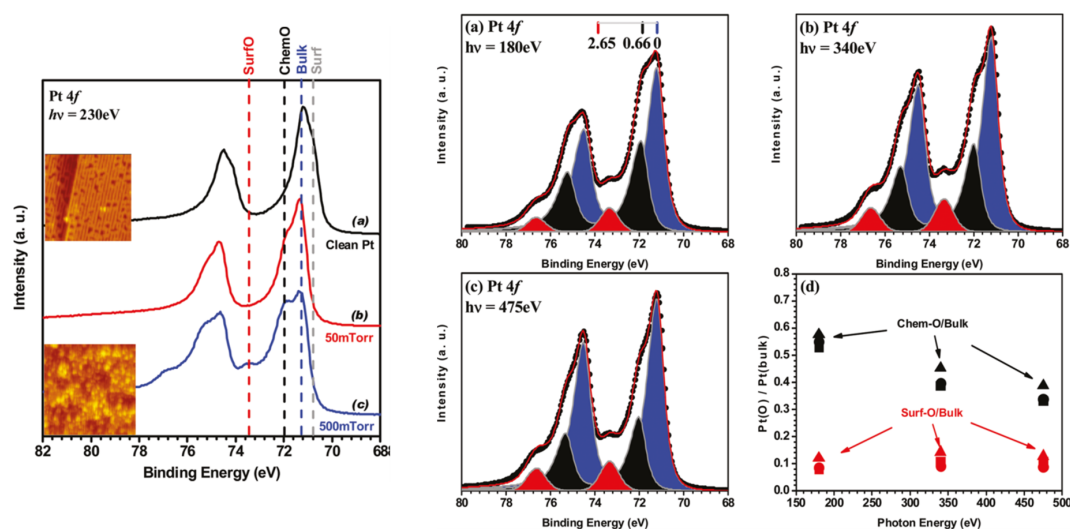 SurfO
ChemO
Bulk
Surf
Pt 4f
hν = 230eV
(a)
Clean Pt
(b)
50mTorr
(c)
500mTorr
Intensity (a. u.)
82 80 78 76 74 72 70 68
Binding Energy (eV)
(a) Pt 4f
hν = 180eV
2.65 0.66 0
Intensity (a. u.)
80 78 76 74 72 70 68
Binding Energy (eV)
(b) Pt 4f
hν = 340eV
Intensity (a. u.)
80 78 76 74 72 70 68
Binding Energy (eV)
(c) Pt 4f
hν = 475eV
Intensity (a. u.)
80 78 76 74 72 70 68
Binding Energy (eV)
(d)
Chem-O/Bulk
Surf-O/Bulk
Pt(O) / Pt(bulk)
0.8
0.7
0.6
0.5
0.4
0.3
0.2
0.1
0.0
150 200 250 300 350 400 450 500
Photon Energy (eV)